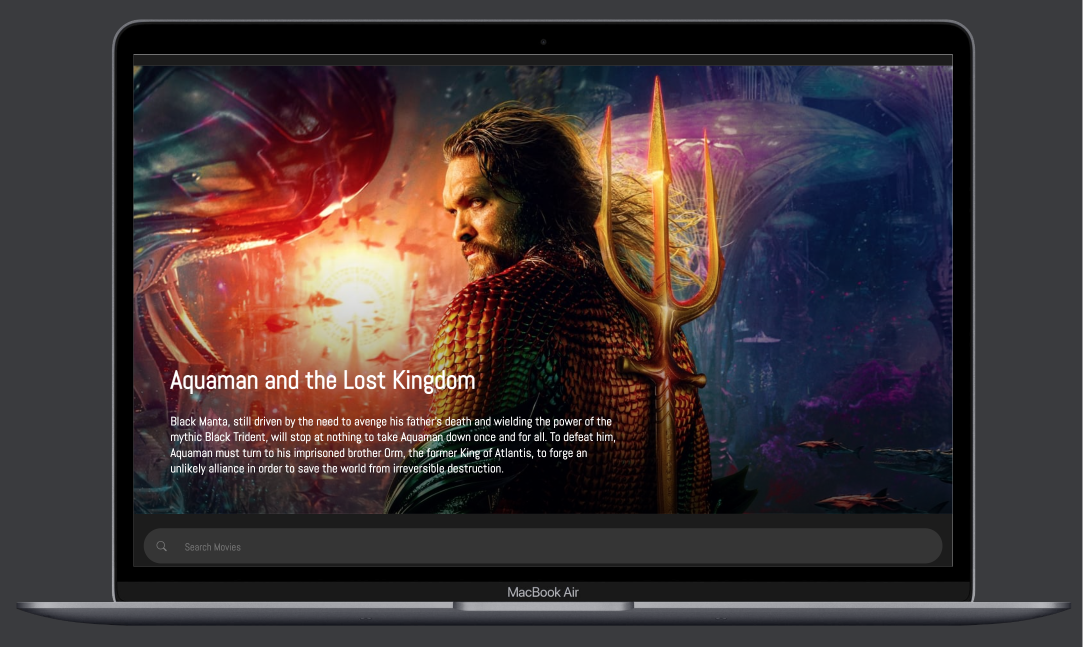 Aquaman and the Lost Kingdom
Black Manta, still driven by the need to avenge his father's death and wielding the power of the
mythic Black Trident, will stop at nothing to take Aquaman down once and for all. To defeat him,
Aquaman must turn to his imprisoned brother Orm, the former King of Atlantis, to forge an
unlikely alliance in order to save the world from irreversible destruction.
Search Movies
MacBook Air